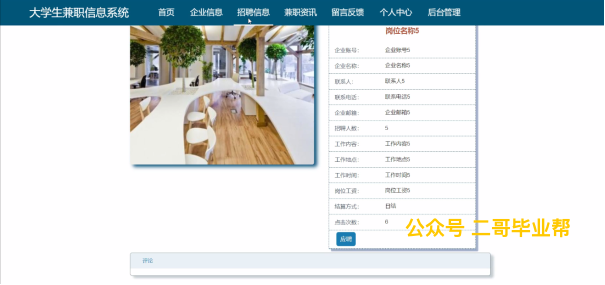 大学生兼职信息系统 首页 企业信息 招聘信息 兼职资讯 留言反馈 个人中心 后台管理
岗位名称5
企业账号： 企业账号5
企业名称： 企业名称5
联系人： 联系人5
联系电话： 联系电话5
企业邮箱： 企业邮箱5
招聘人数： 5
工作内容： 工作内容5
工作地点： 工作地点5
工作时间： 工作时间5
岗位工资： 岗位工资5
结算方式： 日结
点击次数： 6
应聘
公众号 二哥毕业帮
评论